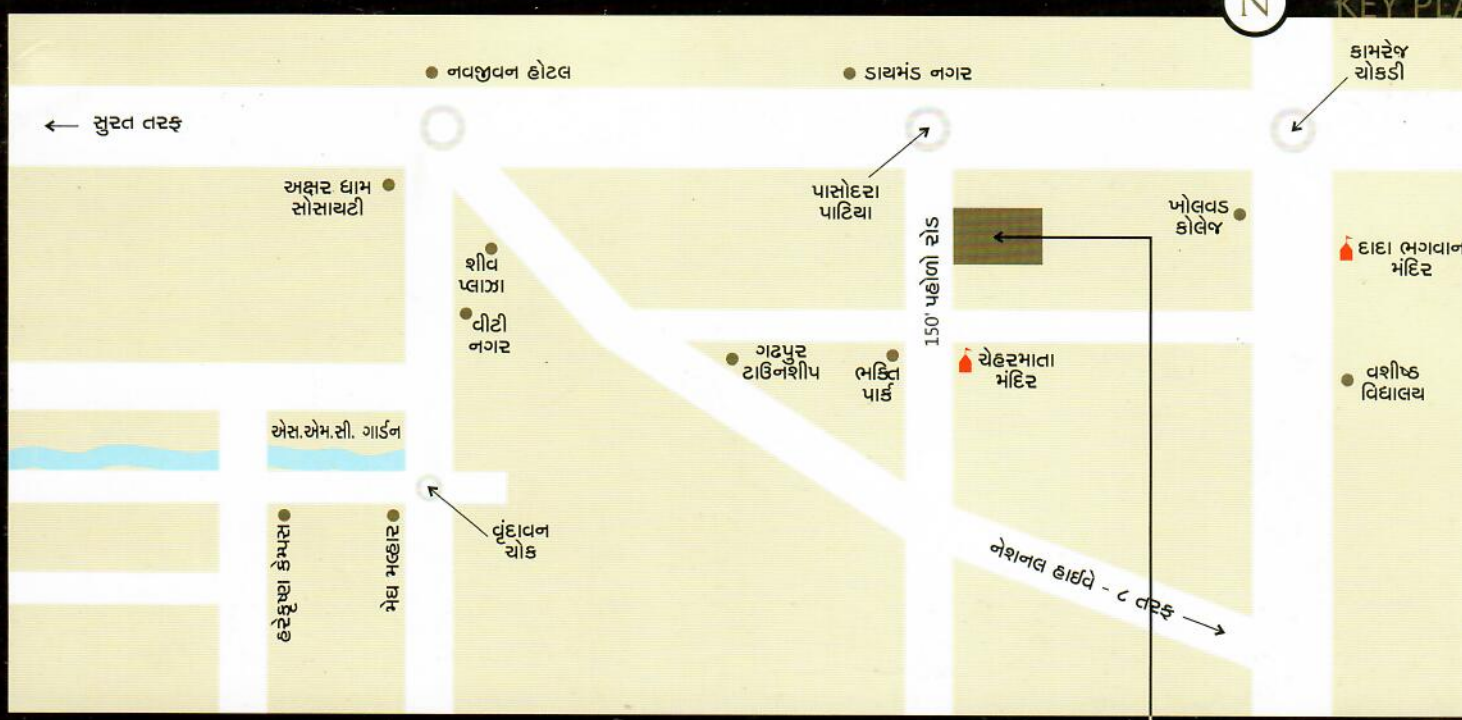 N
KEY PLA
નવજીવન હોટલ
ડાયમંડ નગર
કામરેજ
ચોકડી
← સુરત તરફ
અક્ષર ધામ
સોસાયટી
પાસોદરા
પાટિયા
ખોલવડ
કોલેજ
દાદા ભગવાન
મંદિર
શીવ
પ્લાઝા
150' પહોળો રોડ
વીટી
નગર
ગઢપુર
ટાઉનશીપ
ભક્તિ
પાર્ક
ચેહરમાતા
મંદિર
વશીષ્ઠ
વિદ્યાલય
એસ.એમ.સી. ગાર્ડન
હરેકૃષ્ણ કેમ્પસ
મેઘ મલ્હાર
વૃંદાવન
ચોક
નેશનલ હાઈવે - ૮ તરફ →